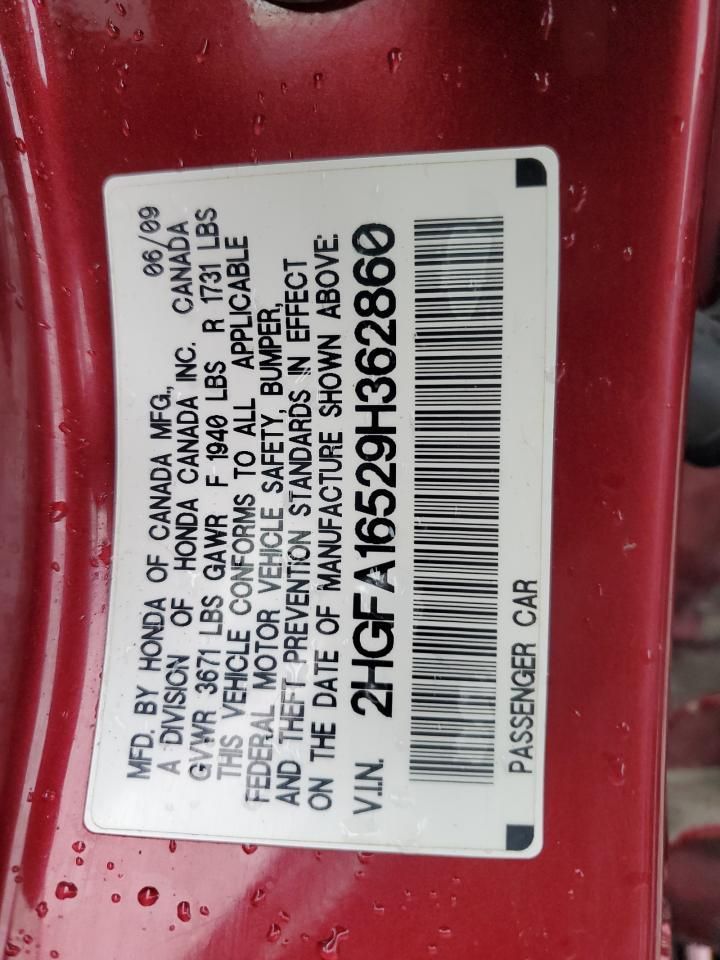 MFD. BY HONDA OF CANADA MFG., 06/09
A DIVISION OF HONDA CANADA INC. CANADA
GVWR 3671 LBS GAWR F 1940 LBS R 1731 LBS
THIS VEHICLE CONFORMS TO ALL APPLICABLE
FEDERAL MOTOR VEHICLE SAFETY, BUMPER,
AND THEFT PREVENTION STANDARDS IN EFFECT
ON THE DATE OF MANUFACTURE SHOWN ABOVE:
V.I.N. 2HGFA16529H362860
PASSENGER CAR